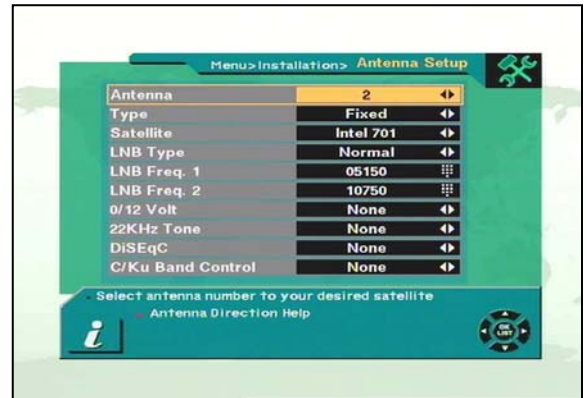 Menu>Installation> Antenna Setup
Antenna 2
Type Fixed
Satellite Intel 701
LNB Type Normal
LNB Freq. 1 05150
LNB Freq. 2 10750
0/12 Volt None
22KHz Tone None
DiSEqC None
C/Ku Band Control None
Select antenna number to your desired satellite
Antenna Direction Help
i
OK
LIST